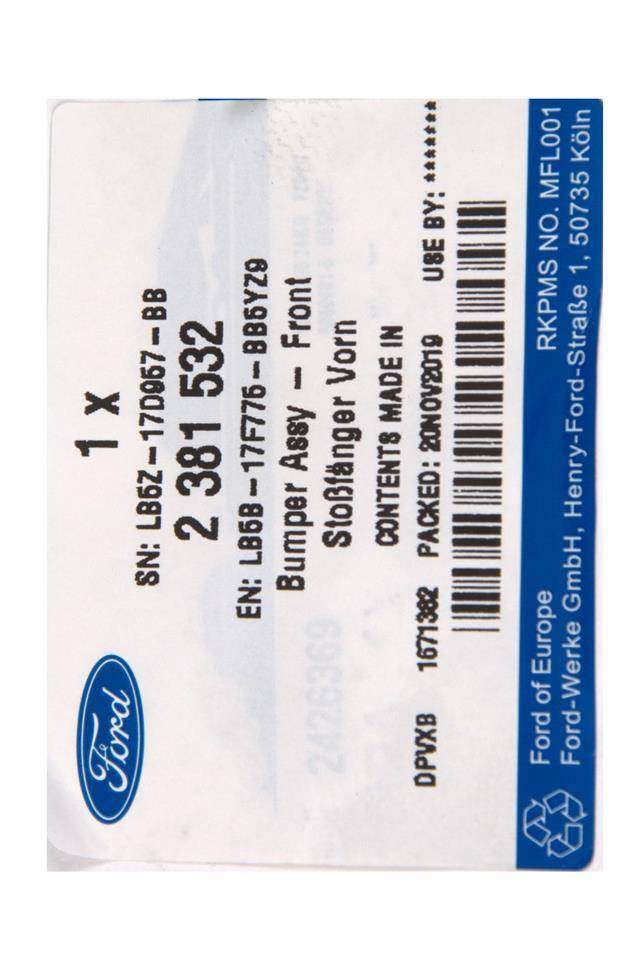 Ford
1 x
SN: LB5Z-17D957-BB
2 381 532
EN: LB5B-17F775-BB5YZ9
Bumper Assy - Front
Stoßfänger Vorn
CONTENTS MADE IN
DPVXB 1671382 PACKED: 20NOV2019 USE BY: *******
2426369
RKPMS NO. MFL001
Ford of Europe
Ford-Werke GmbH, Henry-Ford-Straße 1, 50735 Köln